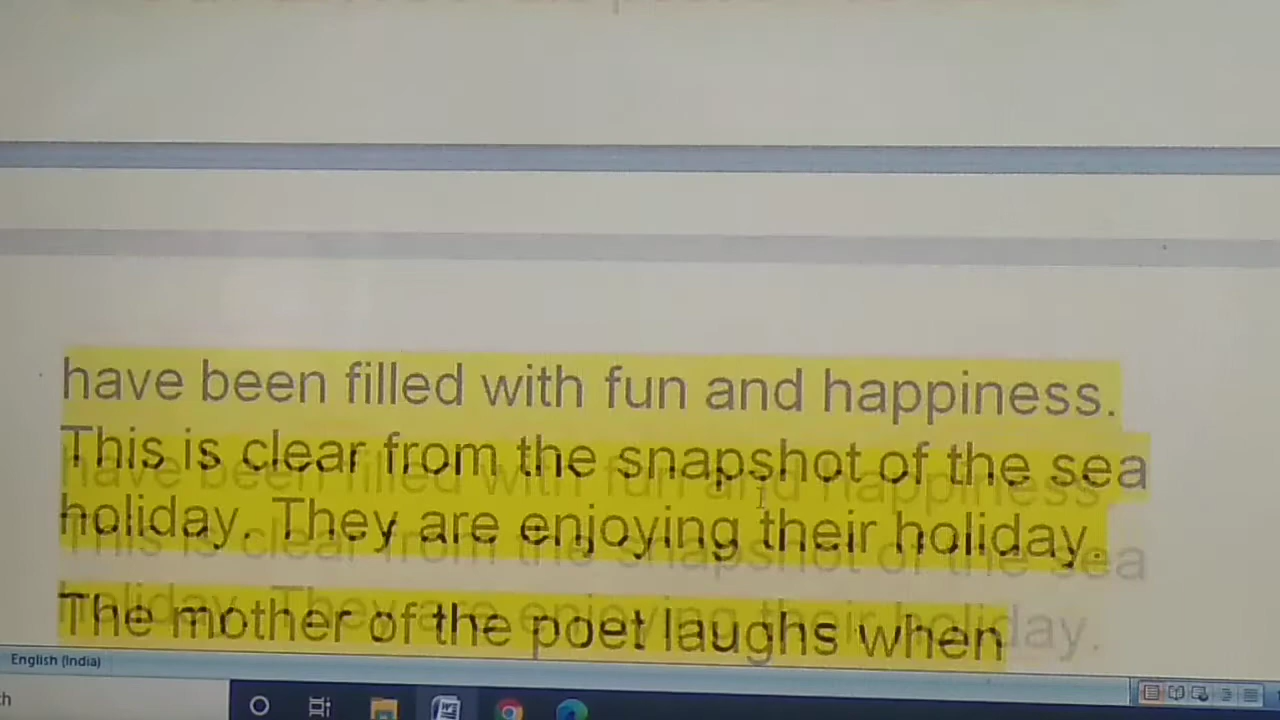 have been filled with fun and happiness.
This is clear from the snapshot of the sea
holiday. They are enjoying their holiday.
The mother of the poet laughs when
English (India)
ch